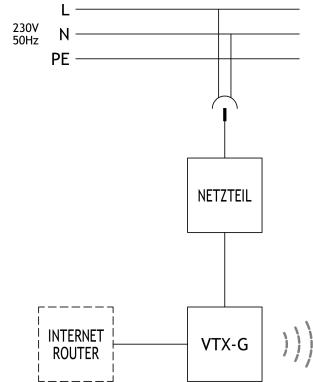 L
230V
50Hz
N
PE
NETZTEIL
INTERNET
ROUTER
VTX-G